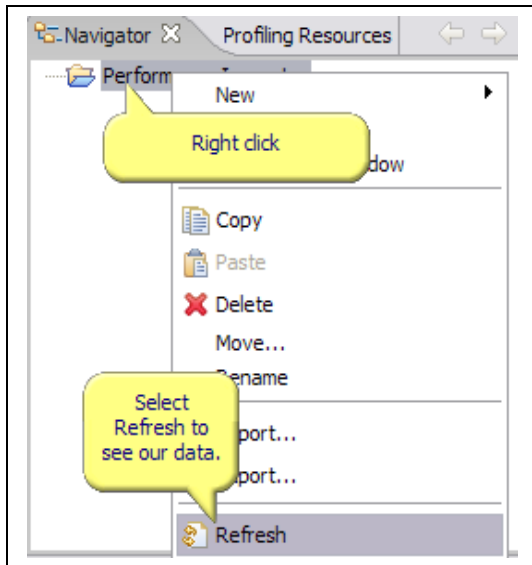 Navigator Profiling Resources
Perform
New
Right click
dow
Copy
Paste
Delete
Move...
ename
Select
Refresh to
see our data.
port...
port...
Refresh